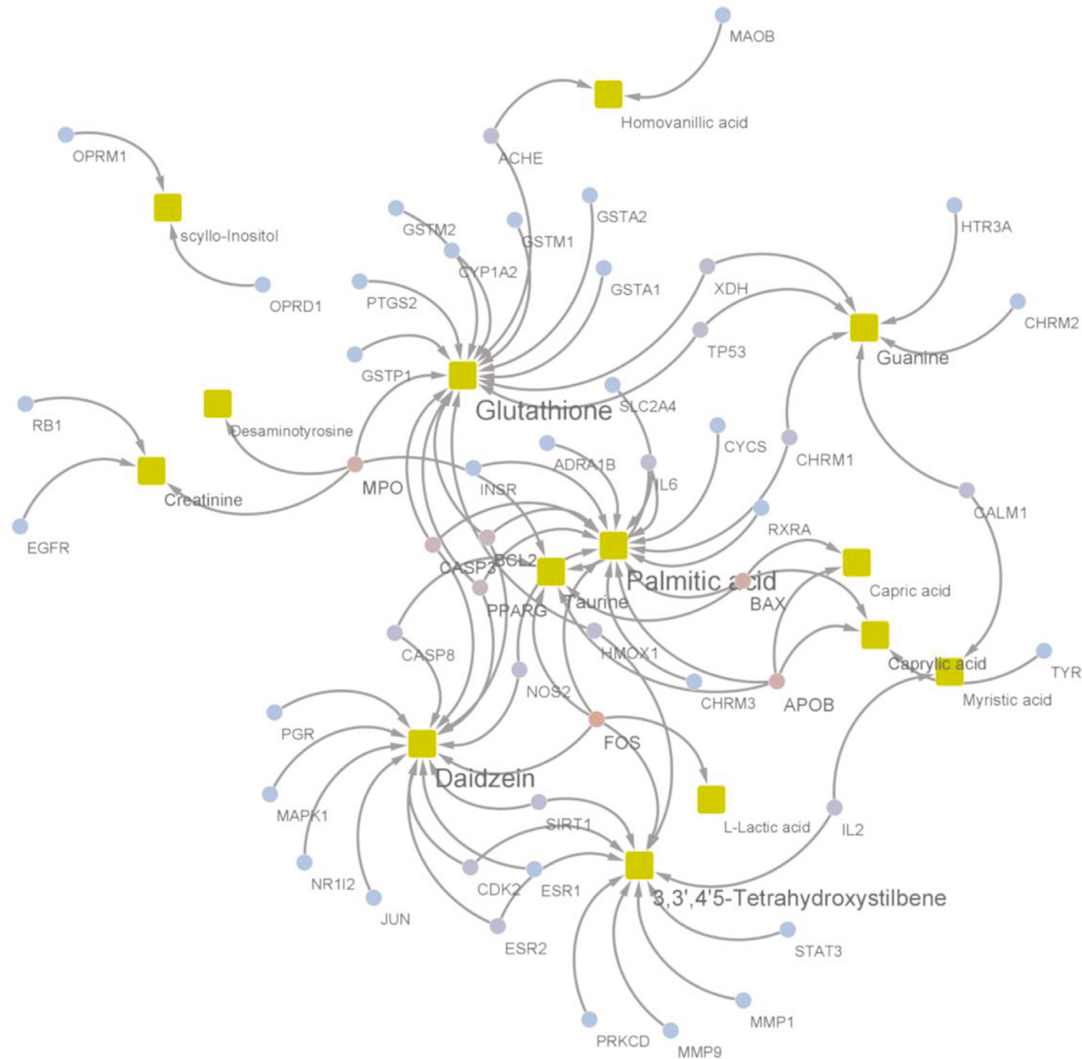 MAOB
Homovanillic acid
OPRM1
ACHE
scyllo-Inositol
GSTM2
GSTM1
GSTA2
HTR3A
CYP1A2
OPRD1
PTGS2
GSTA1
XDH
CHRM2
TP53
Guanine
GSTP1
Glutathione
SLC2A4
RB1
Desaminotyrosine
CYCS
CHRM1
ADRA1B
MPO
INSR
IL6
Creatinine
CALM1
RXRA
EGFR
BCL2
CASP3
Palmitic acid
Capric acid
PPARG
Taurine
BAX
CASP8
HMOX1
Caprylic acid
TYR
NOS2
CHRM3
APOB
Myristic acid
PGR
FOS
Daidzein
MAPK1
SIRT1
L-Lactic acid
IL2
NR1I2
CDK2
ESR1
3,3',4'5-Tetrahydroxystilbene
JUN
ESR2
STAT3
MMP1
PRKCD
MMP9